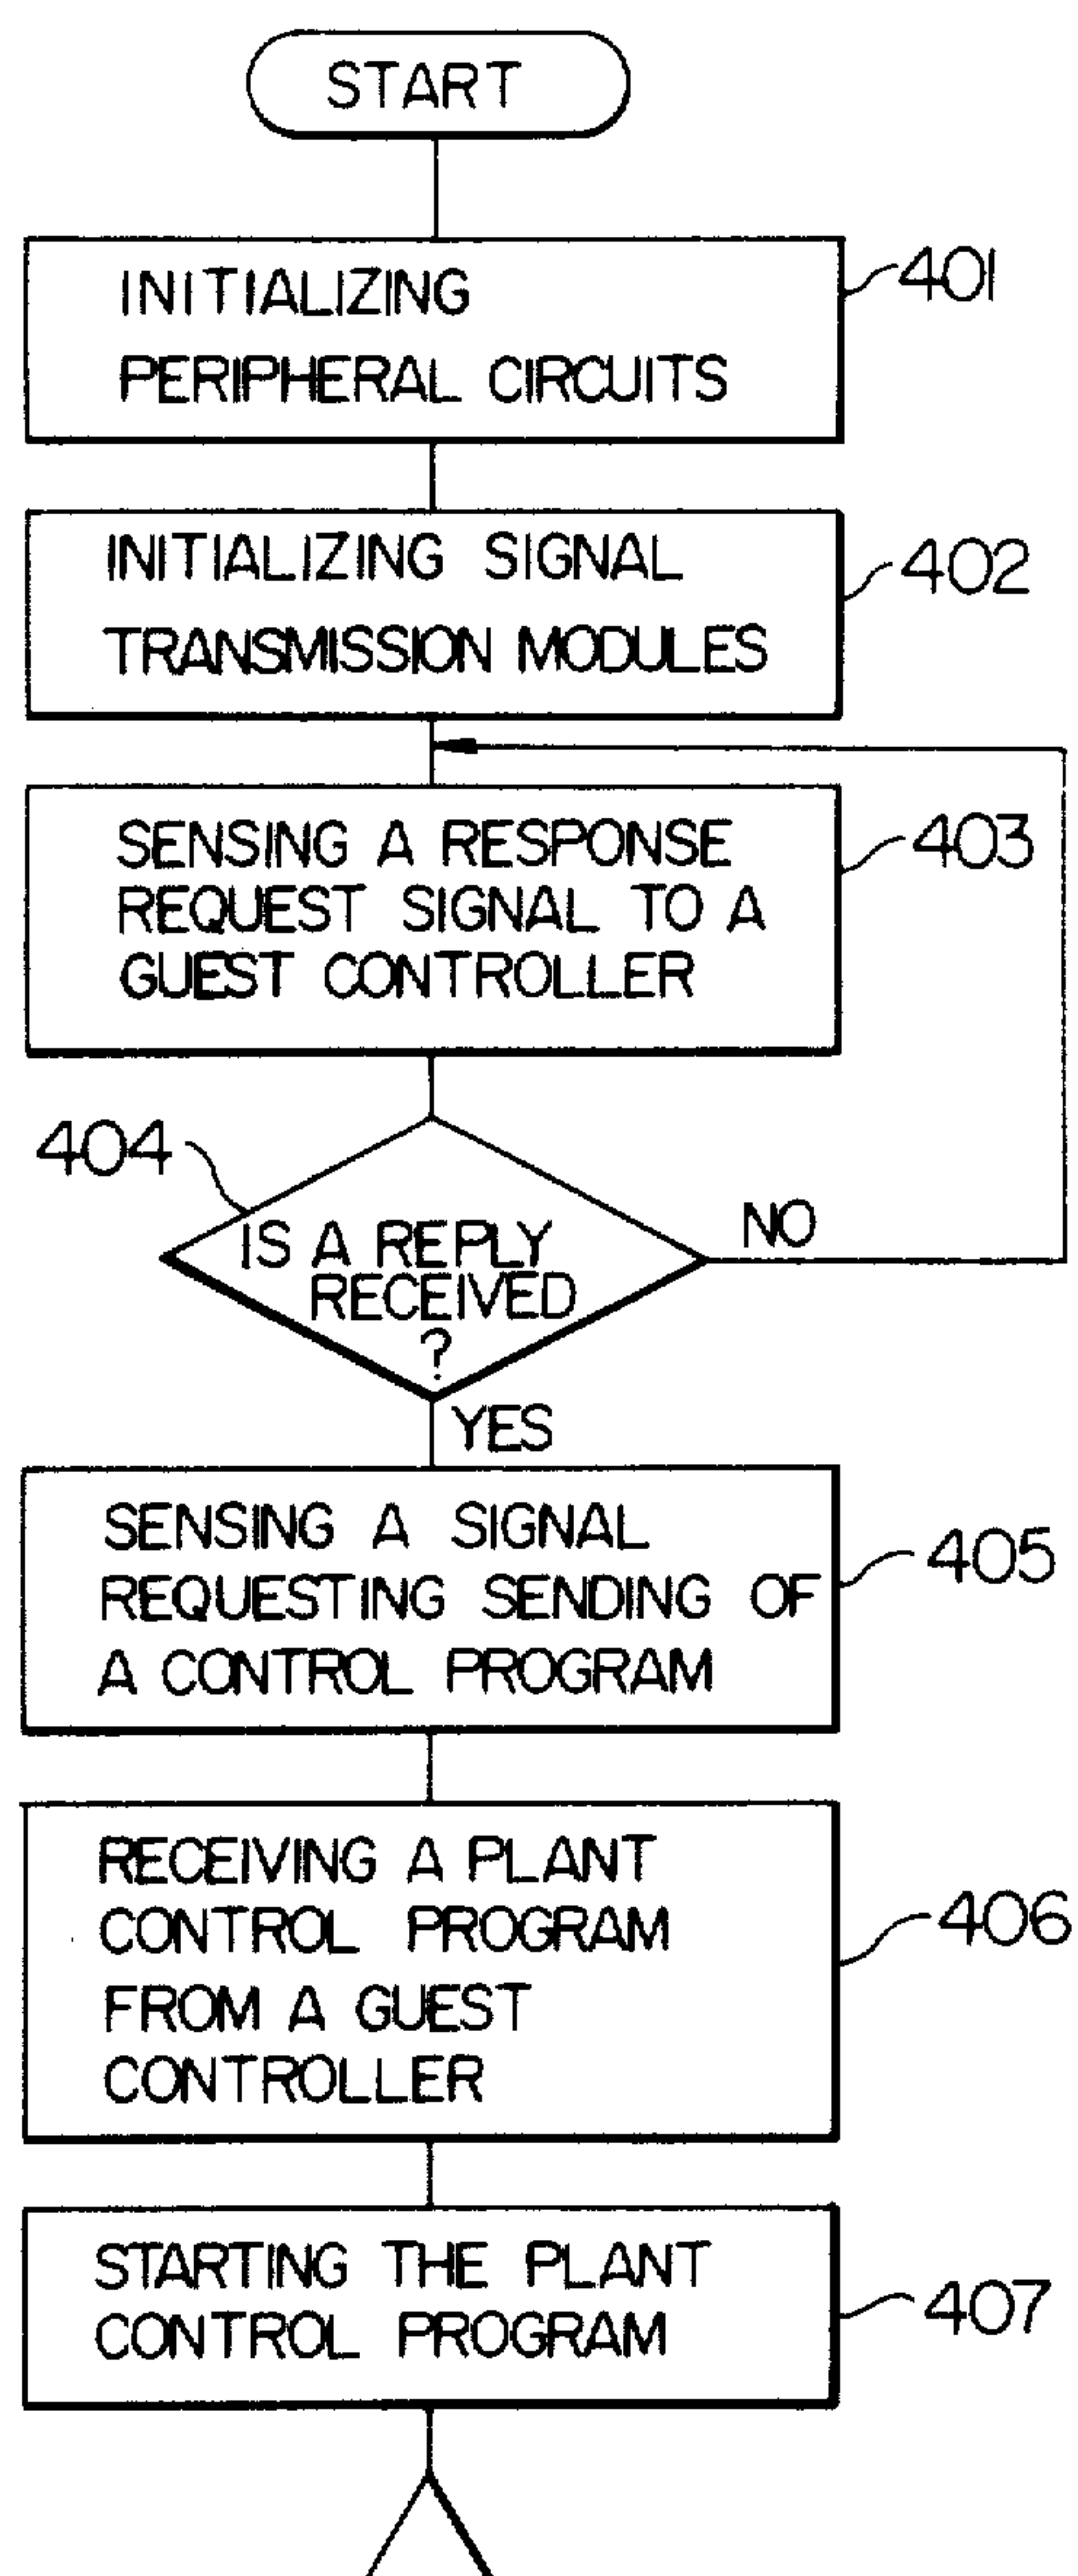 START
INITIALIZING
PERIPHERAL CIRCUITS
401
INITIALIZING SIGNAL
TRANSMISSION MODULES
402
SENSING A RESPONSE
REQUEST SIGNAL TO A
GUEST CONTROLLER
403
404
IS A REPLY
RECEIVED
?
NO
YES
SENSING A SIGNAL
REQUESTING SENDING OF
A CONTROL PROGRAM
405
RECEIVING A PLANT
CONTROL PROGRAM
FROM A GUEST
CONTROLLER
406
STARTING THE PLANT
CONTROL PROGRAM
407